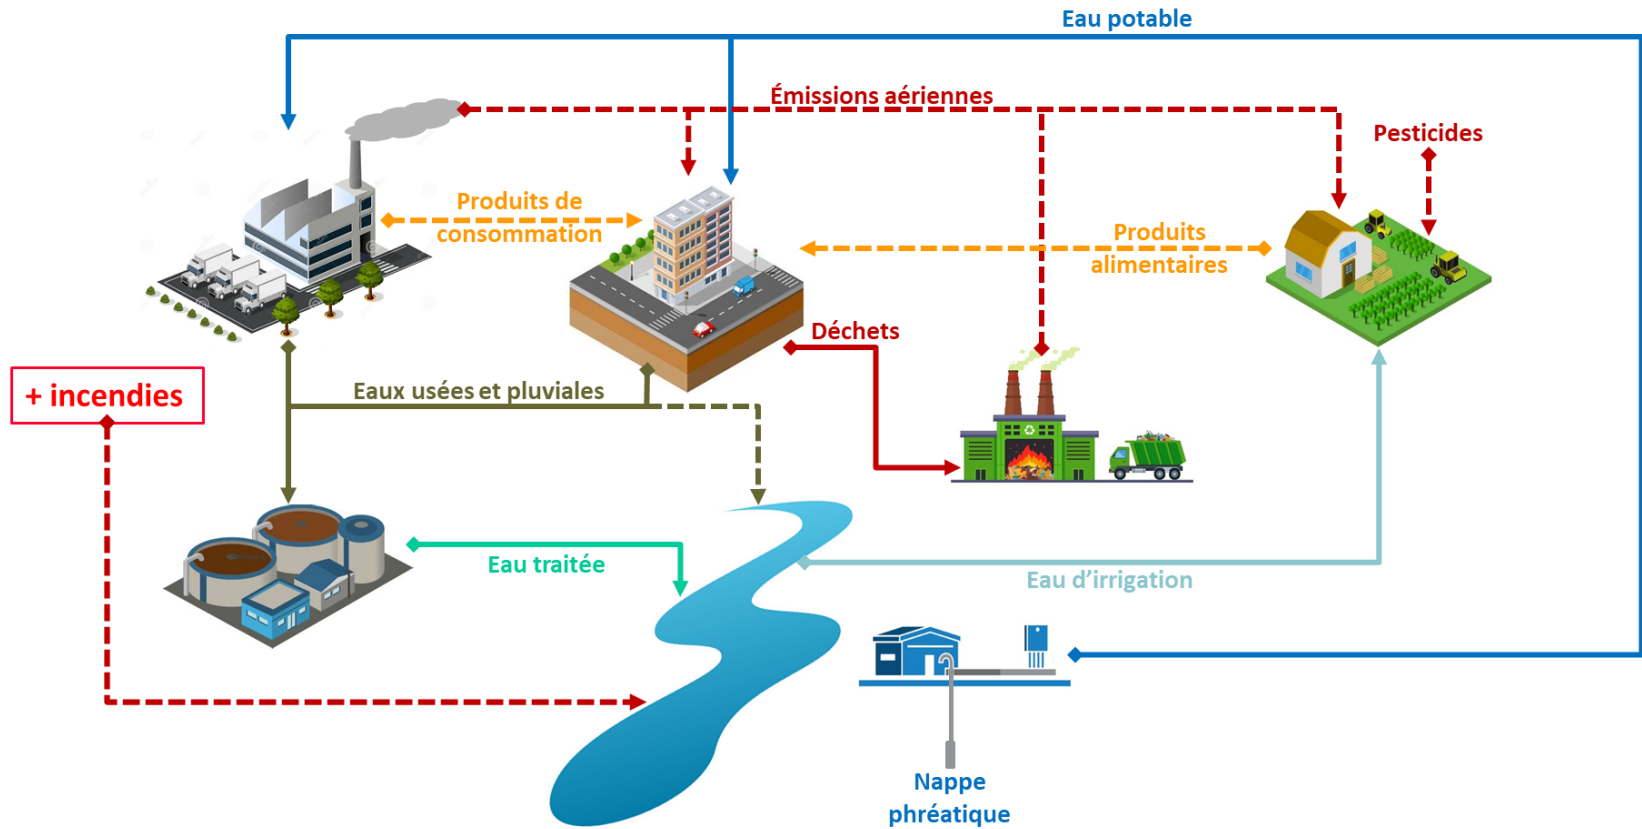 Eau potable
Émissions aériennes
Pesticides
Produits de
consommation
Produits
alimentaires
Déchets
+ incendies
Eaux usées et pluviales
Eau traitée
Eau d’irrigation
Nappe
phréatique